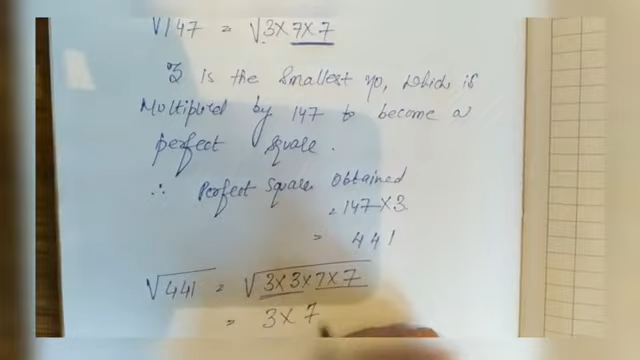 √147 = √3×7×7
3 is the smallest no, which is
multiplied by 147 to become a
perfect square.
∴ Perfect square obtained
= 147×3
= 441
√441 = √3×3×7×7
= 3×7